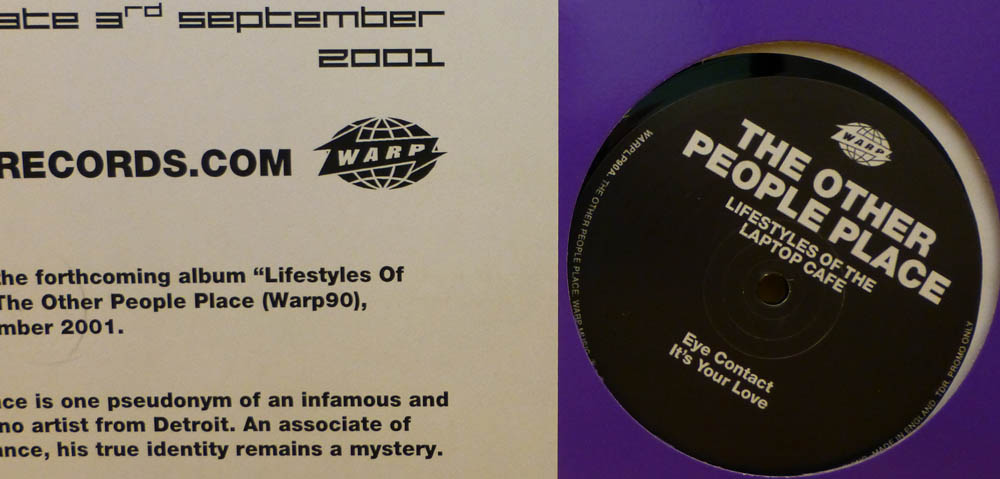 ate 3rd september
2001
RECORDS.COM
WARP
the forthcoming album “Lifestyles Of
The Other People Place (Warp90),
mber 2001.
ace is one pseudonym of an infamous and
no artist from Detroit. An associate of
ance, his true identity remains a mystery.
WARP
THE OTHER
PEOPLE PLACE
LIFESTYLES OF THE
LAPTOP CAFE
Eye Contact
It's Your Love
WARPLP90A. THE OTHER PEOPLE PLACE. WARP MUSIC
MADE IN ENGLAND. TDR. PROMO ONLY